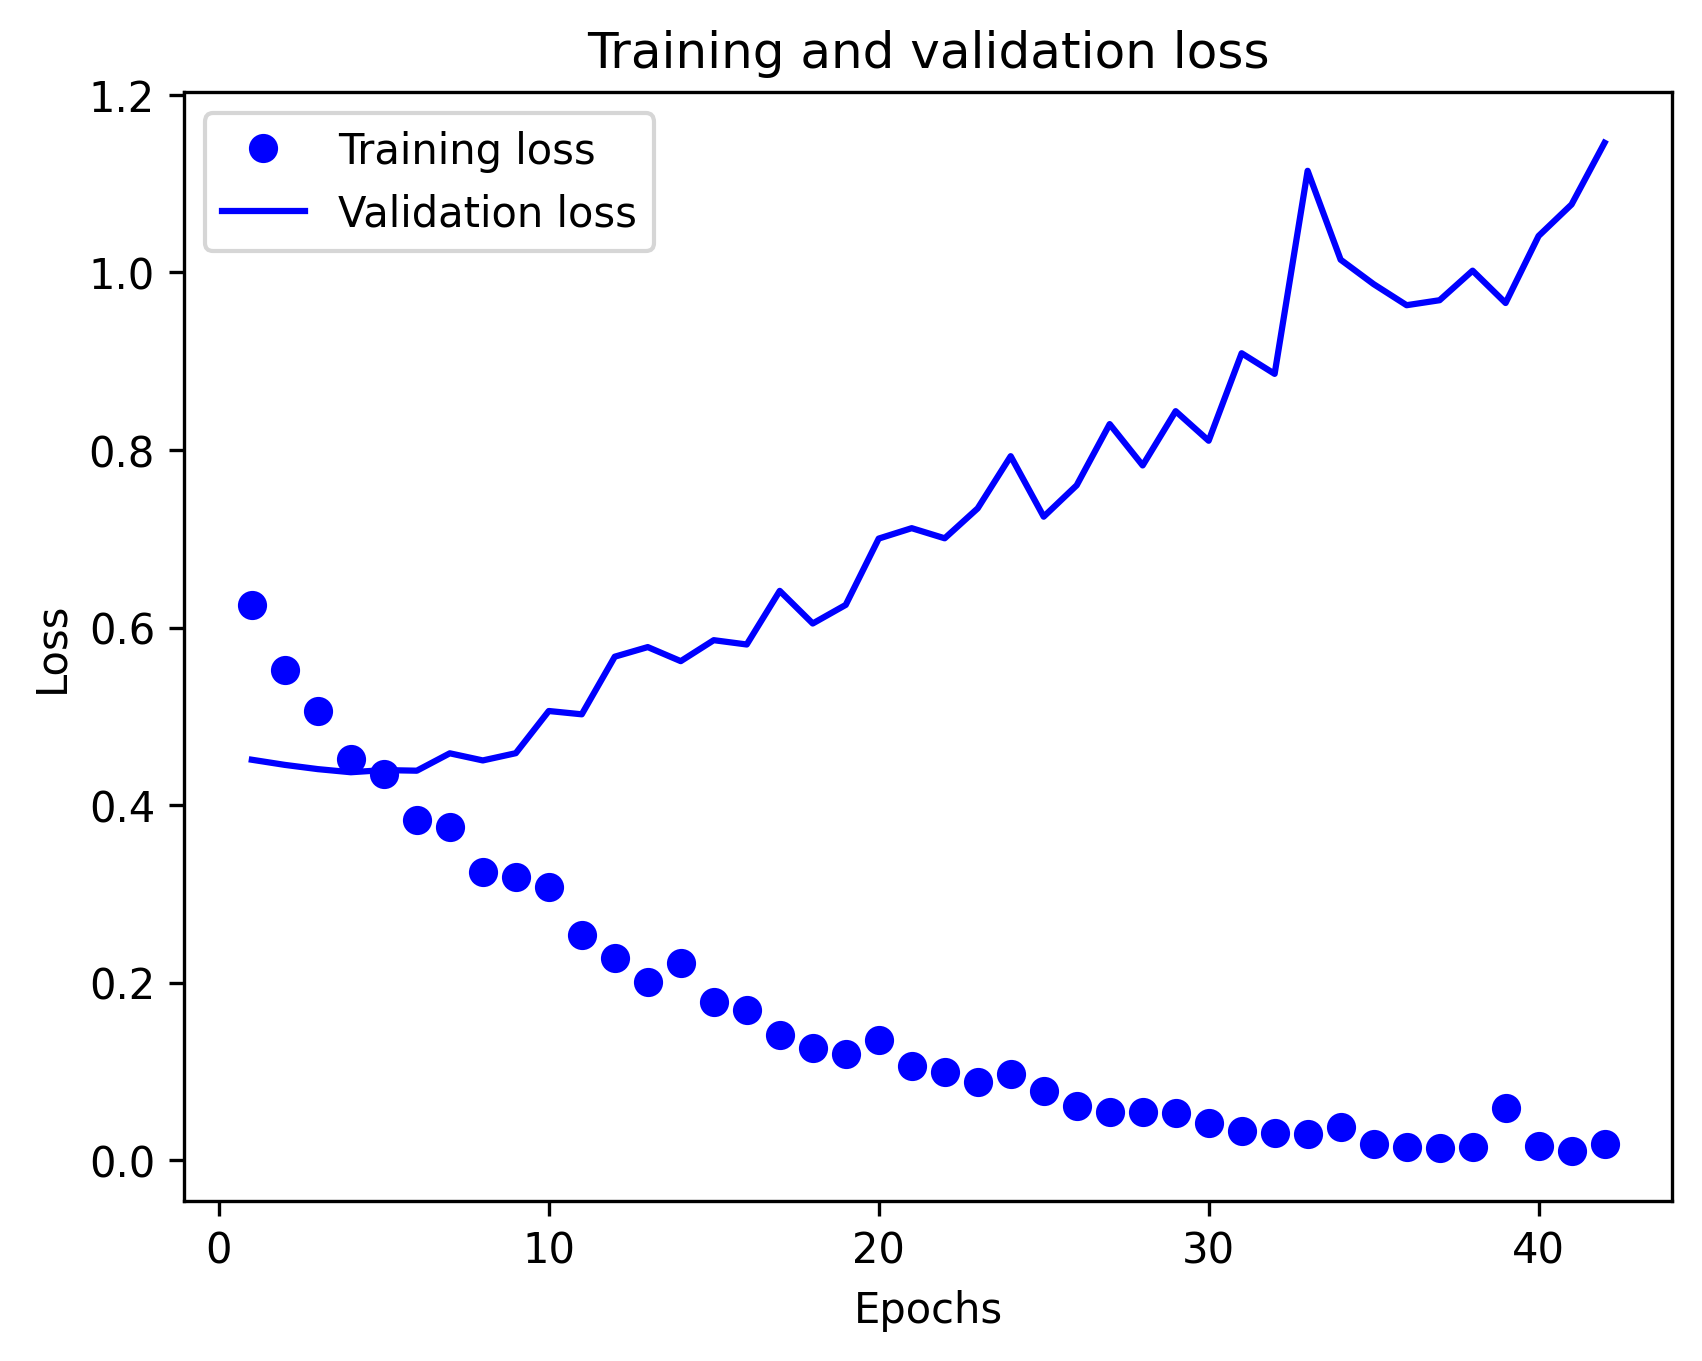 Training and validation loss
Training loss
Validation loss
1.2
1.0
0.8
0.6
0.4
0.2
0.0
Loss
0 10 20 30 40
Epochs